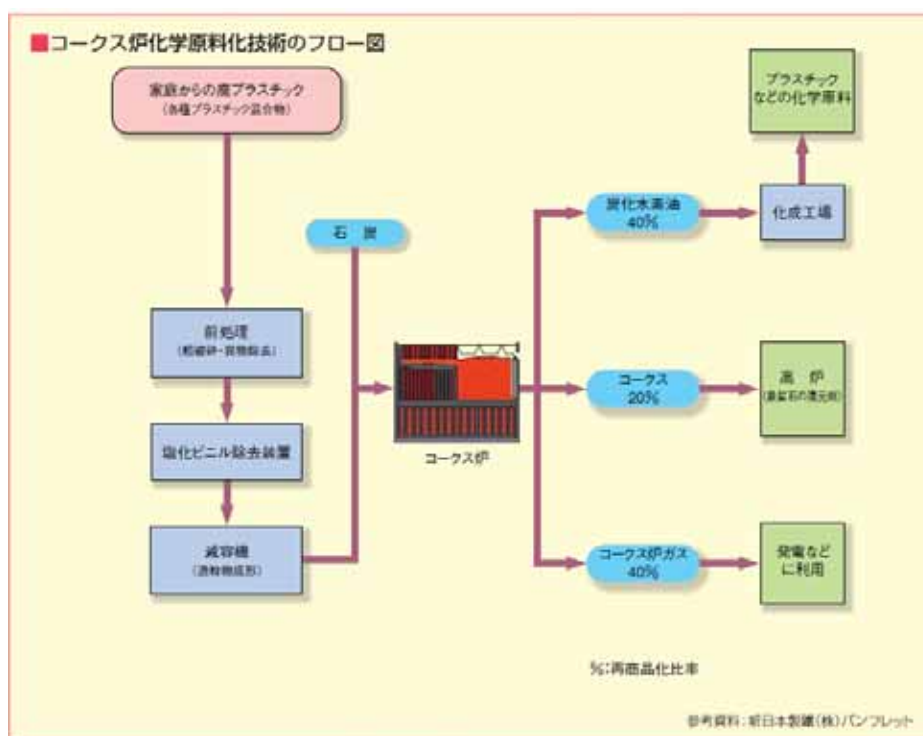 ■コークス炉化学原料化技術のフロー図
家庭からの廃プラスチック
(各種プラスチック混合物)
プラスチック
などの化学原料
石 炭
炭化水素油
40%
化成工場
前処理
(粗破砕・異物除去)
コークス
20%
高 炉
(鉄鉱石の還元剤)
コークス炉
塩化ビニル除去装置
減容機
(造粒物成形)
コークス炉ガス
40%
発電など
に利用
%:再商品化比率
参考資料:新日本製鐵(株)パンフレット